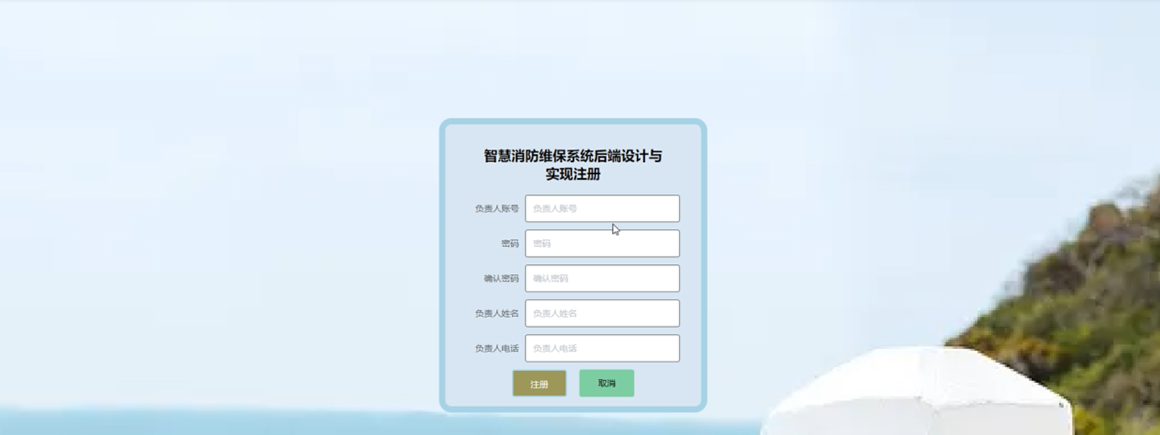 智慧消防维保系统后端设计与
实现注册
负责人账号 负责人账号
密码 密码
确认密码 确认密码
负责人姓名 负责人姓名
负责人电话 负责人电话
注册 取消